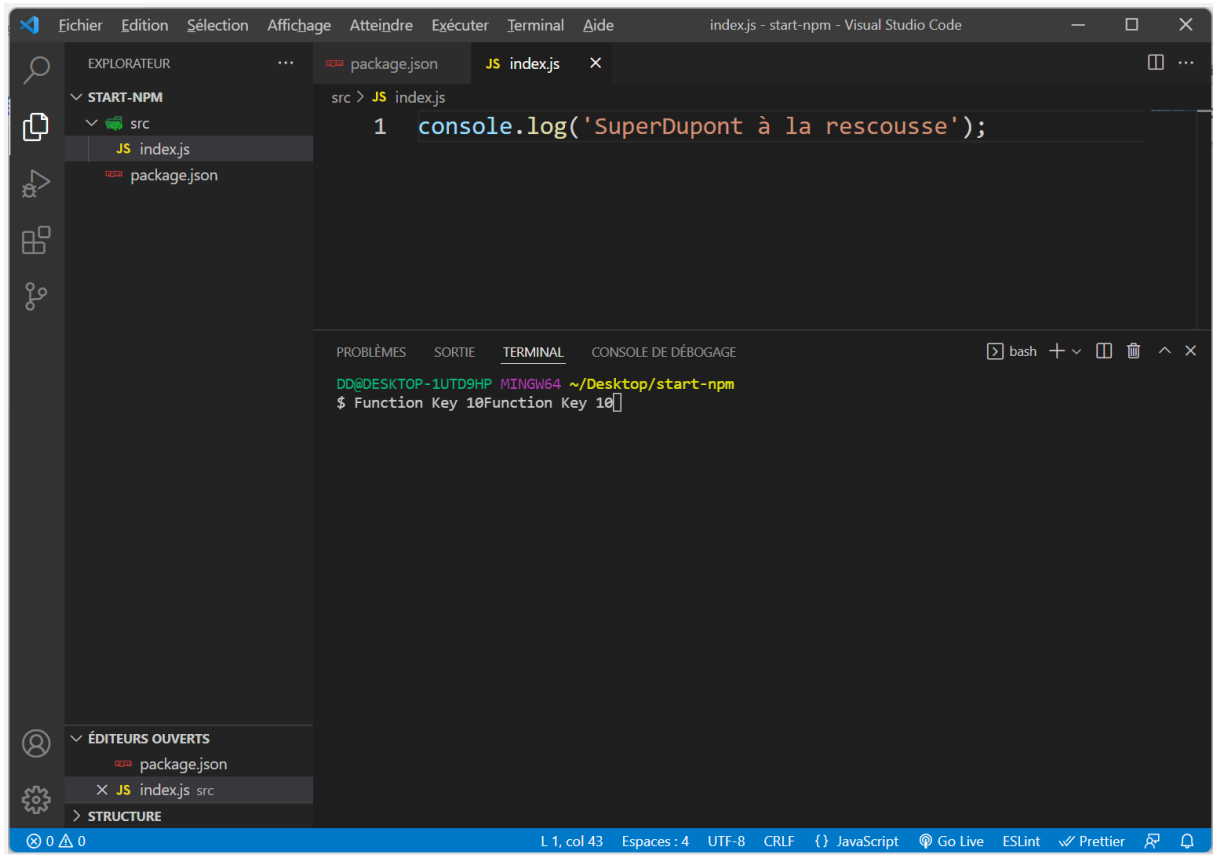 Fichier Edition Sélection Affichage Atteindre Exécuter Terminal Aide index.js - start-npm - Visual Studio Code
EXPLORATEUR
package.json JS index.js
START-NPM
src > JS index.js
src
1 console.log('SuperDupont à la rescousse');
JS index.js
package.json
PROBLÈMES SORTIE TERMINAL CONSOLE DE DÉBOGAGE bash
DD@DESKTOP-1UTD9HP MINGW64 ~/Desktop/start-npm
$ Function Key 10Function Key 10
ÉDITEURS OUVERTS
package.json
JS index.js src
STRUCTURE
0 0 L 1, col 43 Espaces : 4 UTF-8 CRLF {} JavaScript Go Live ESLint Prettier